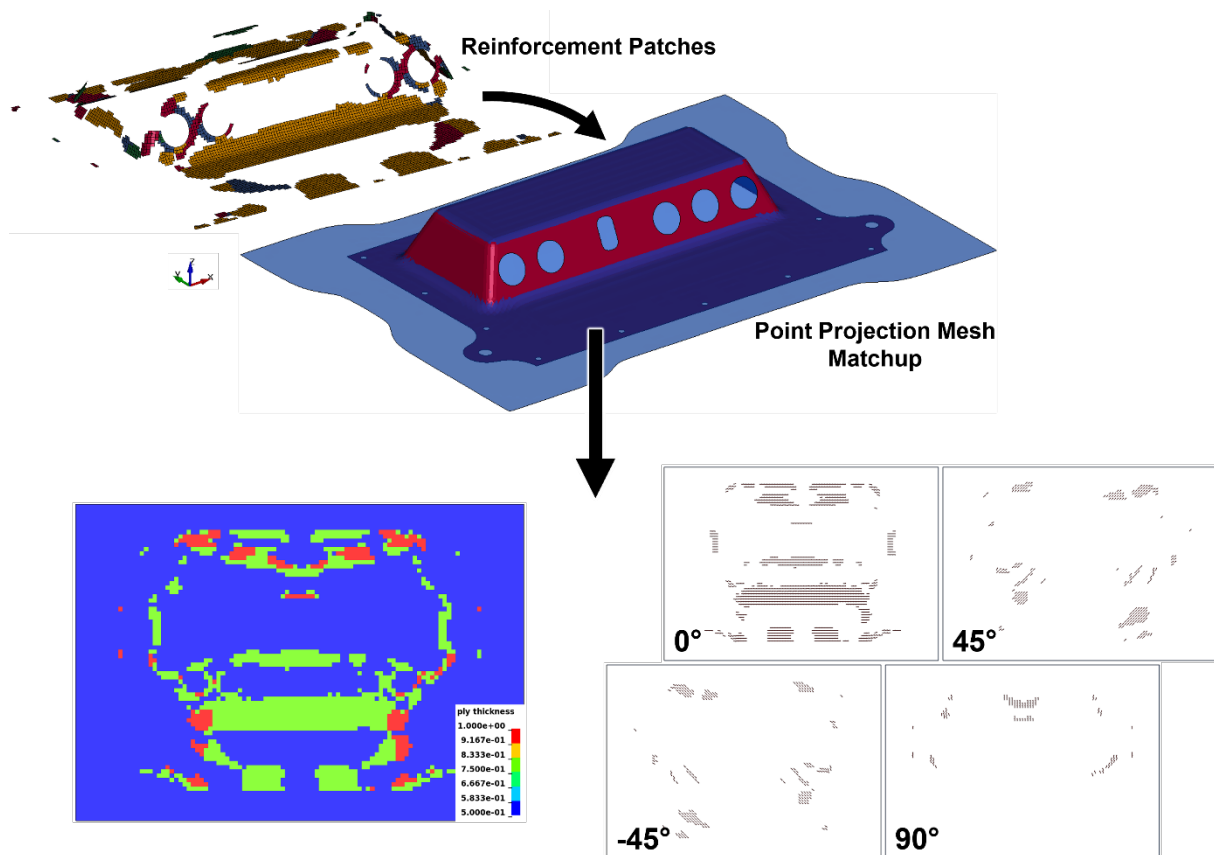 Reinforcement Patches
Z
Y
X
Point Projection Mesh
Matchup
0°
45°
ply thickness
1.000e+00
9.167e-01
8.333e-01
7.500e-01
6.667e-01
5.833e-01
5.000e-01
-45°
90°